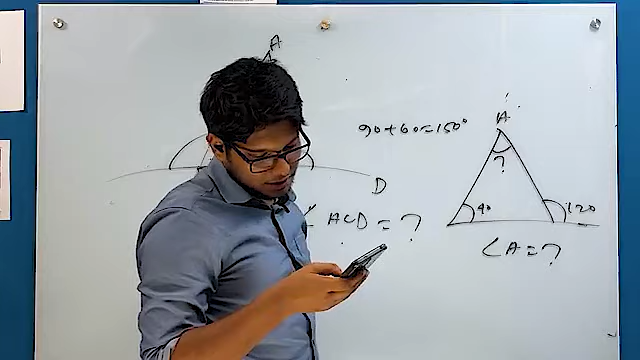 A
90+60=150°
A
?
D
∠ACD = ?
40
120
∠A = ?